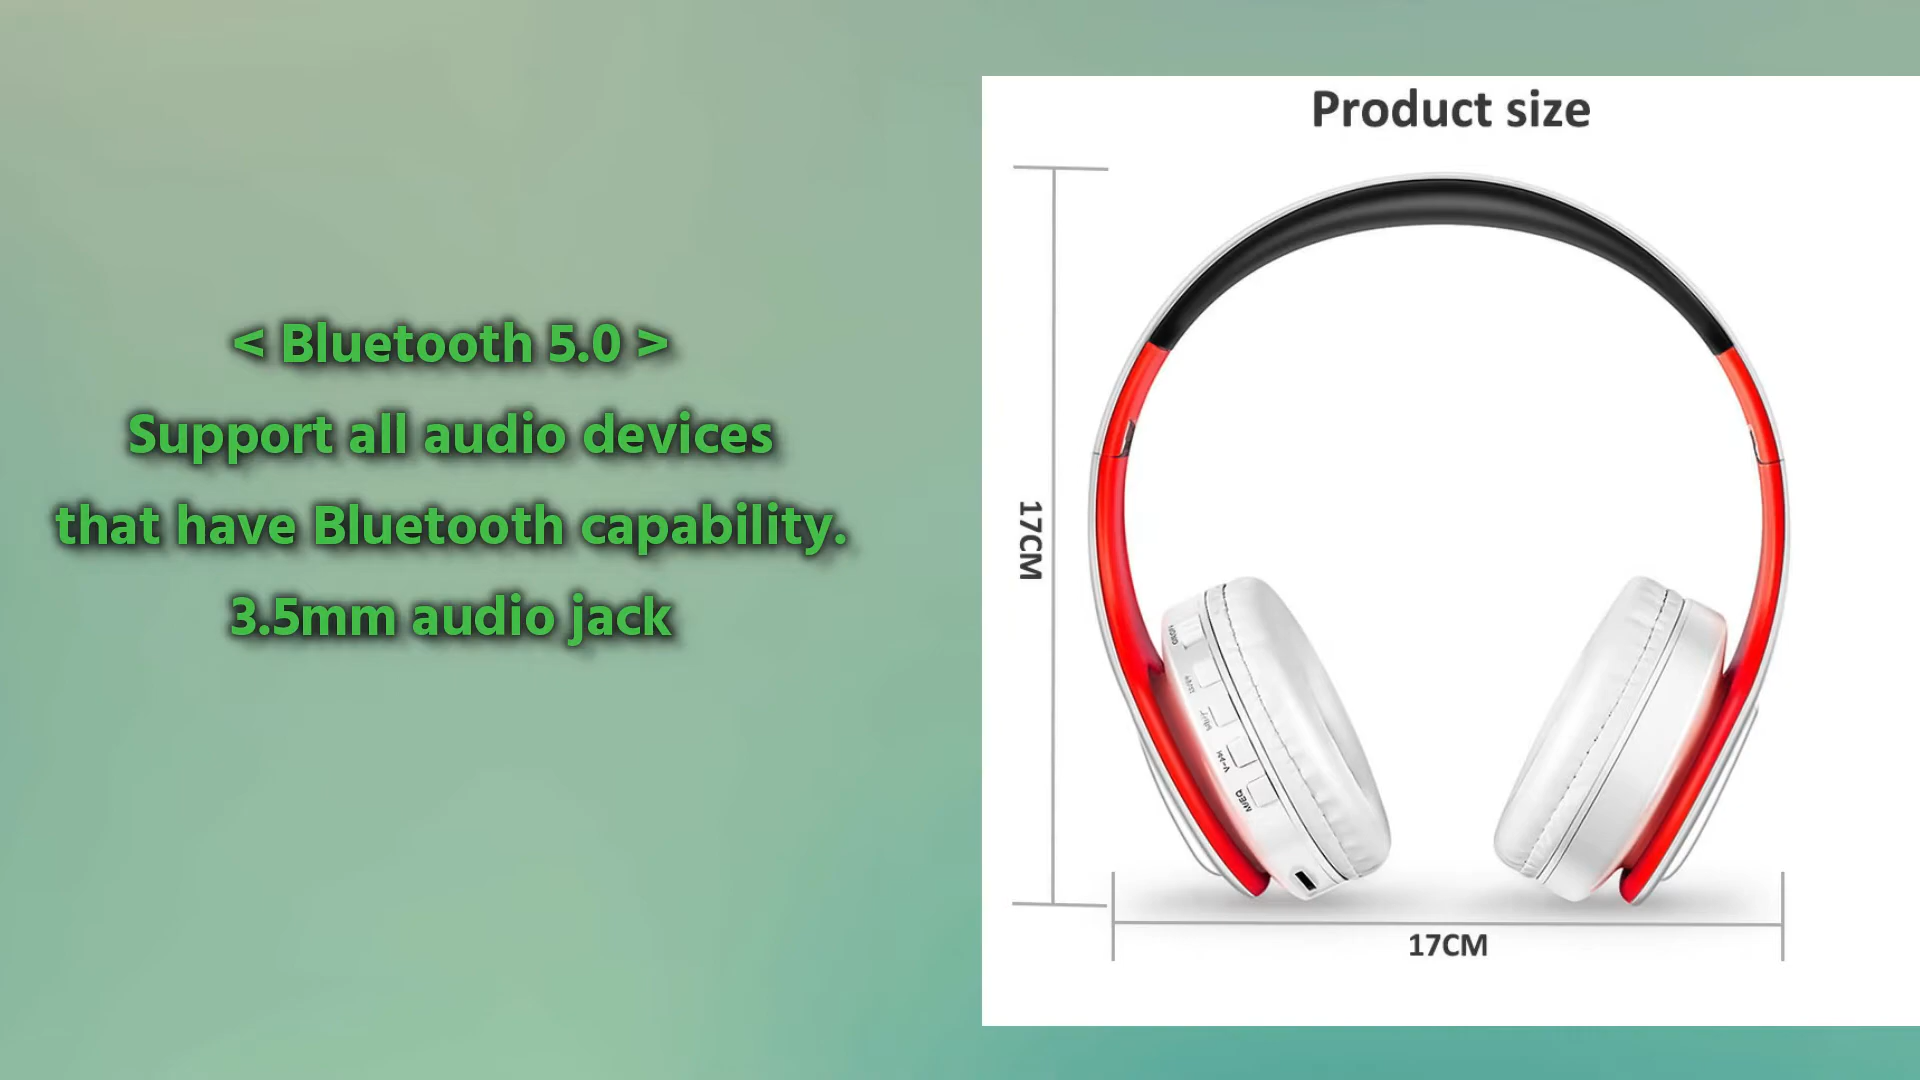 < Bluetooth 5.0 >
Support all audio devices
that have Bluetooth capability.
3.5mm audio jack
Product size
17CM
17CM